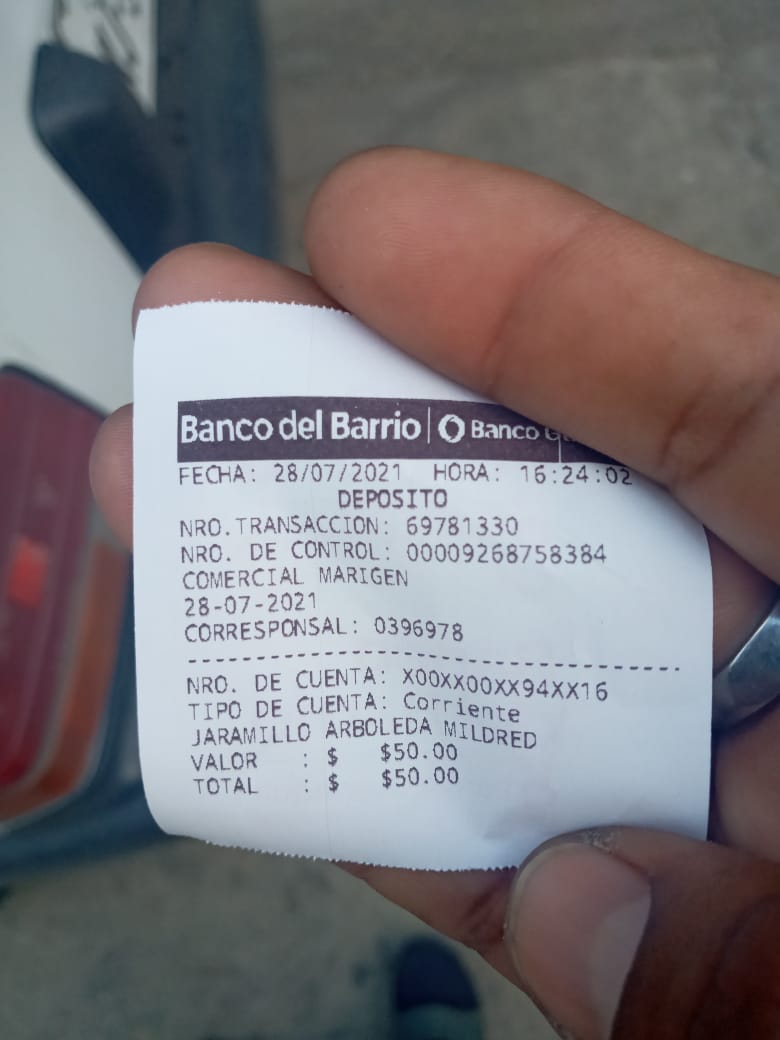 Banco del Barrio | Banco
FECHA: 28/07/2021 HORA: 16:24:02
DEPOSITO
NRO.TRANSACCION: 69781330
NRO. DE CONTROL: 00009268758384
COMERCIAL MARIGEN
28-07-2021
CORRESPONSAL: 0396978
NRO. DE CUENTA: X00XX00XX94XX16
TIPO DE CUENTA: Corriente
JARAMILLO ARBOLEDA MILDRED
VALOR : $ $50.00
TOTAL : $ $50.00